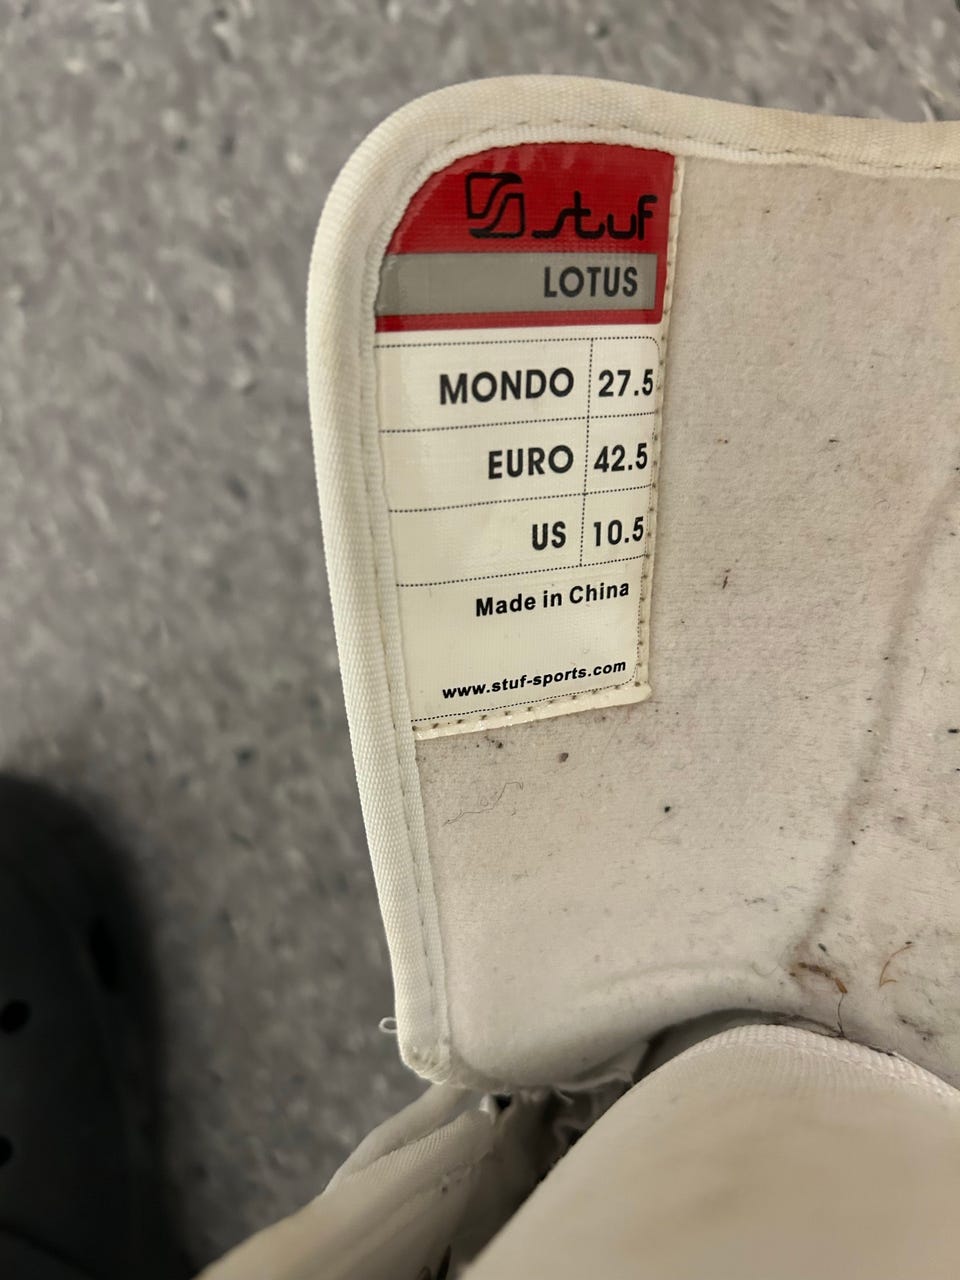 stuf
LOTUS
MONDO 27.5
EURO 42.5
US 10.5
Made in China
www.stuf-sports.com